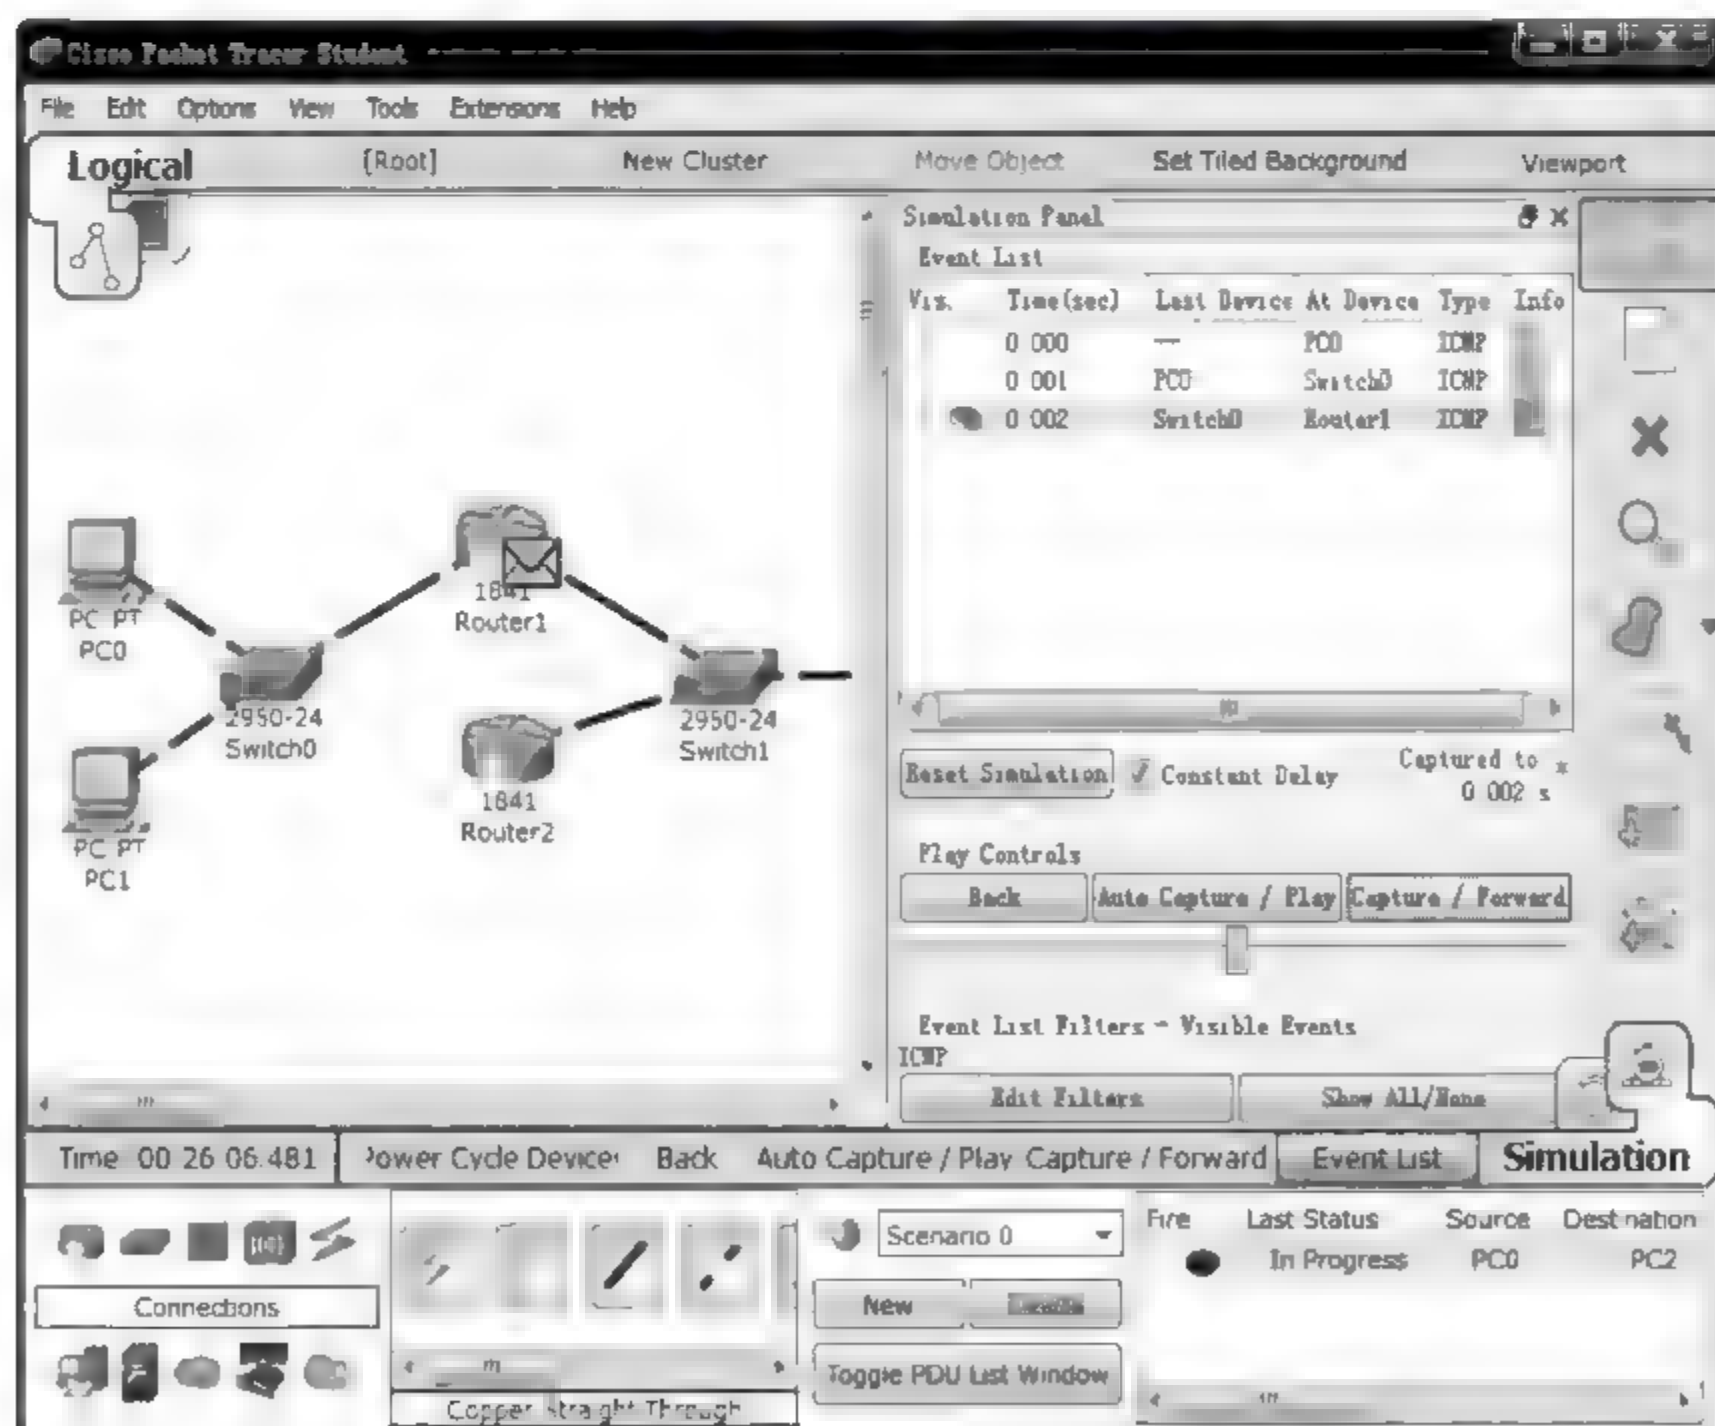 Cisco Packet Tracer Student
File Edit Options View Tools Extensions Help
Logical [Root] New Cluster Move Object Set Tiled Background Viewport
Simulation Panel
Event List
Vis. Time(sec) Last Device At Device Type Info
0 000 -- PC0 ICMP
0 001 PC0 Switch0 ICMP
0 002 Switch0 Router1 ICMP
1841
Router1
PC PT
PC0
2950-24
Switch0
2950-24
Switch1
1841
Router2
PC PT
PC1
Reset Simulation Constant Delay Captured to *
0 002 s
Play Controls
Back Auto Capture / Play Capture / Forward
Event List Filters - Visible Events
ICMP
Edit Filters Show All/None
Time 00 26 06.481 Power Cycle Device Back Auto Capture / Play Capture / Forward Event List Simulation
Scenario 0
Fire Last Status Source Destination
In Progress PC0 PC2
Connections
New
Toggle PDU List Window
Copper Straight Through